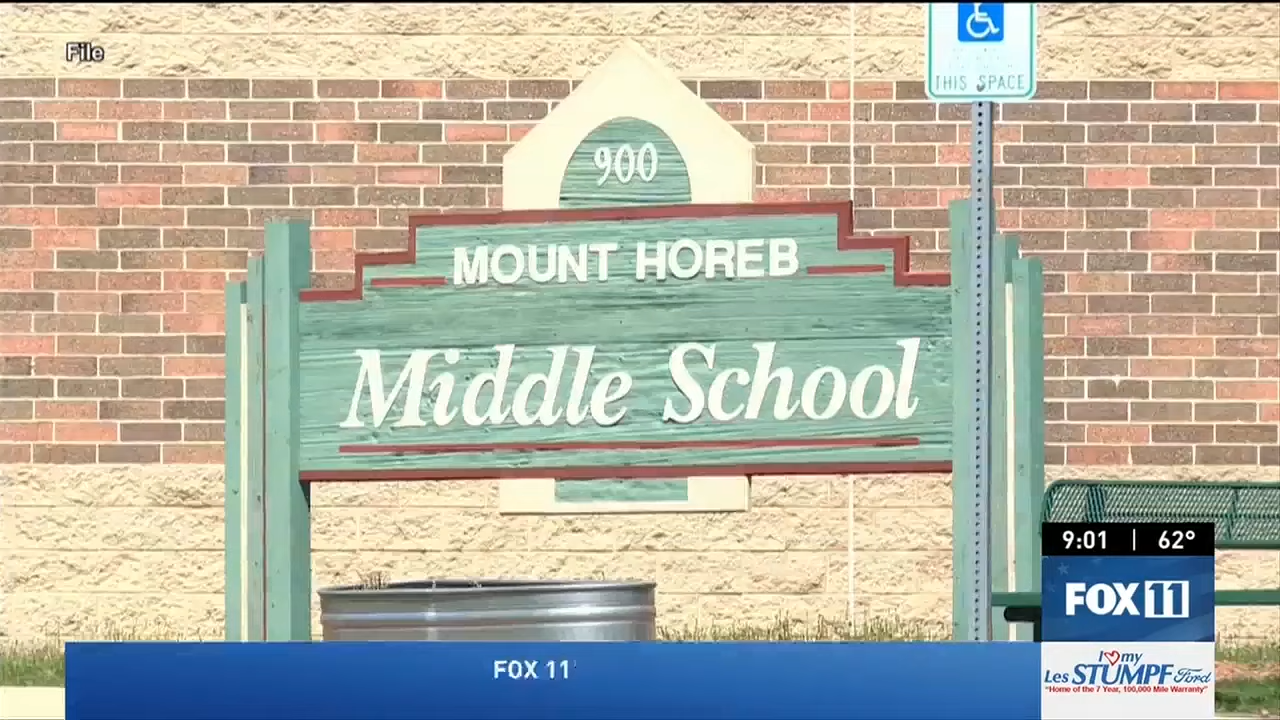 File
THIS SPACE
900
MOUNT HOREB
Middle School
9:01 | 62°
FOX 11
FOX 11
I my
Les STUMPF Ford
"Home of the 7 Year, 100,000 Mile Warranty"